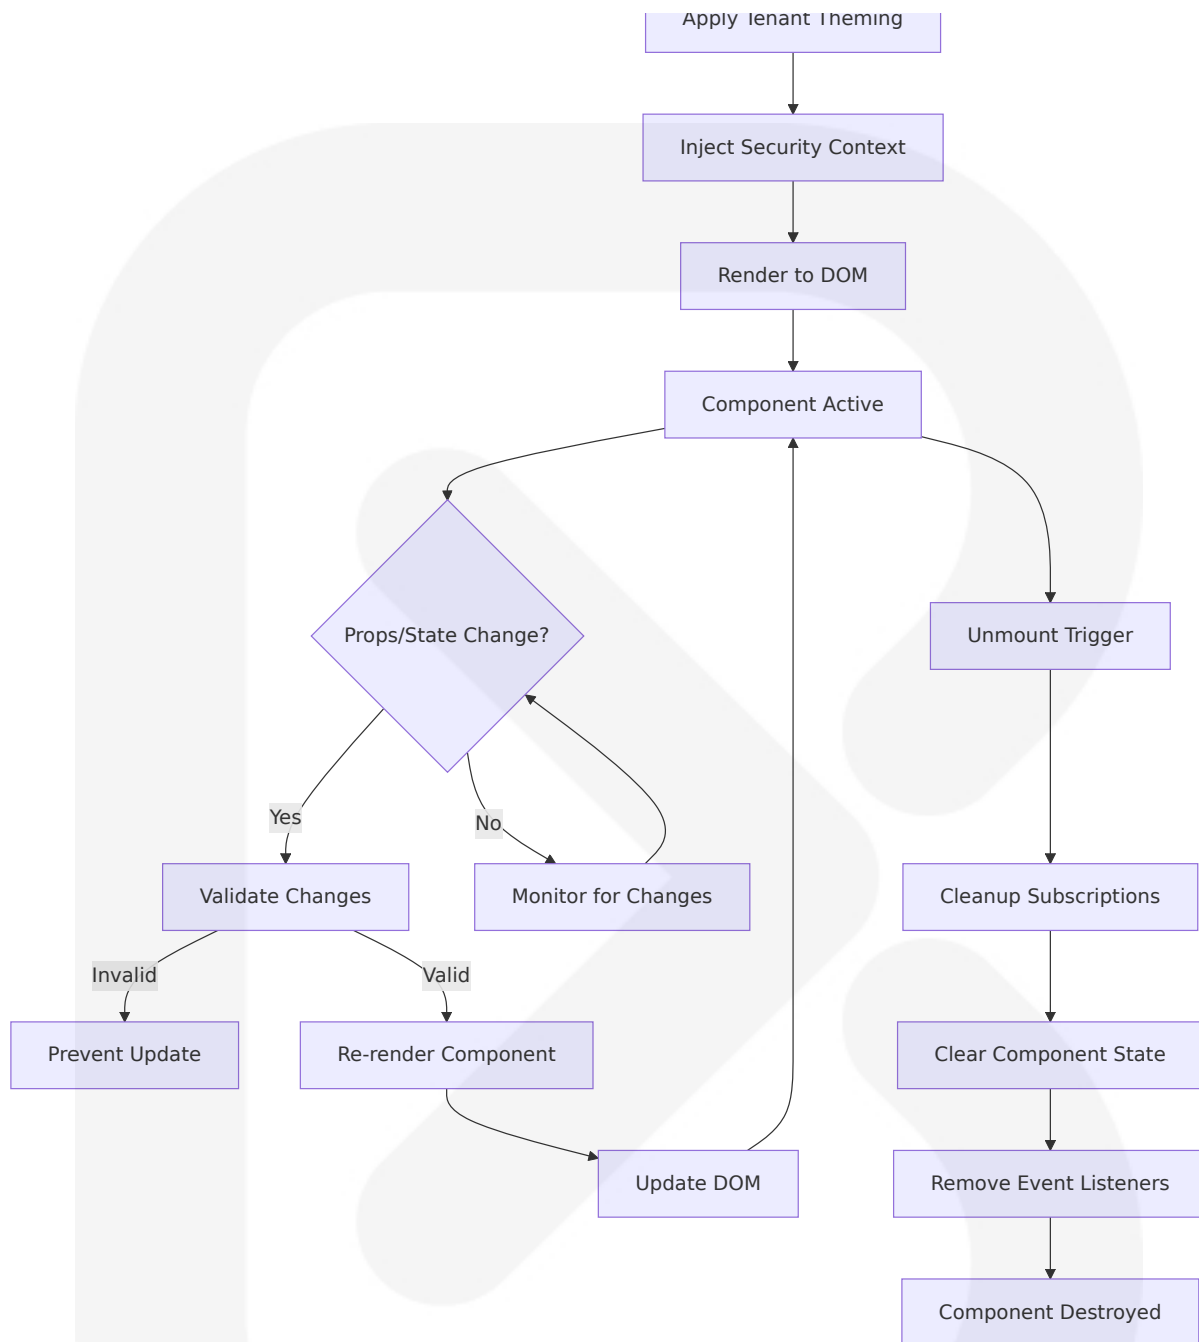 Apply Tenant Theming
Inject Security Context
Render to DOM
Component Active
Props/State Change?
Unmount Trigger
Yes
No
Validate Changes
Monitor for Changes
Cleanup Subscriptions
Invalid
Valid
Prevent Update
Re-render Component
Clear Component State
Update DOM
Remove Event Listeners
Component Destroyed